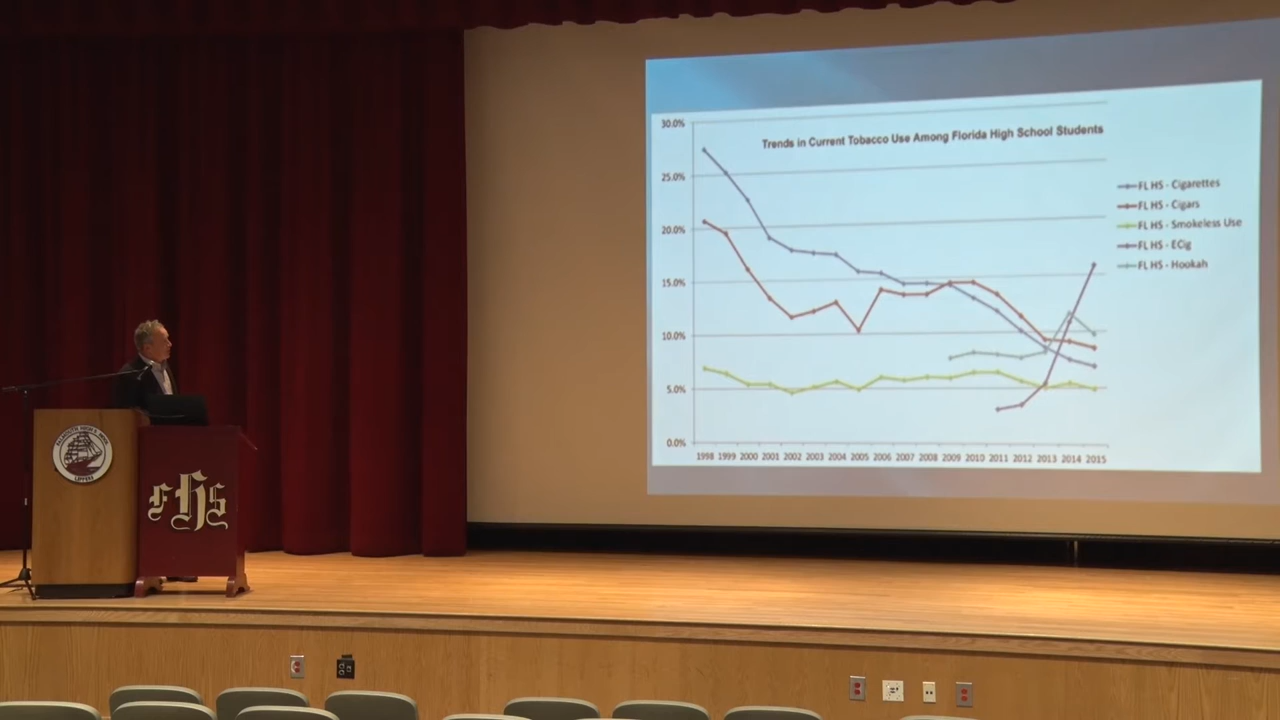 Trends in Current Tobacco Use Among Florida High School Students
30.0%
25.0%
20.0%
15.0%
10.0%
5.0%
0.0%
1998 1999 2000 2001 2002 2003 2004 2005 2006 2007 2008 2009 2010 2011 2012 2013 2014 2015
FL HS - Cigarettes
FL HS - Cigars
FL HS - Smokeless Use
FL HS - ECig
FL HS - Hookah
FHS